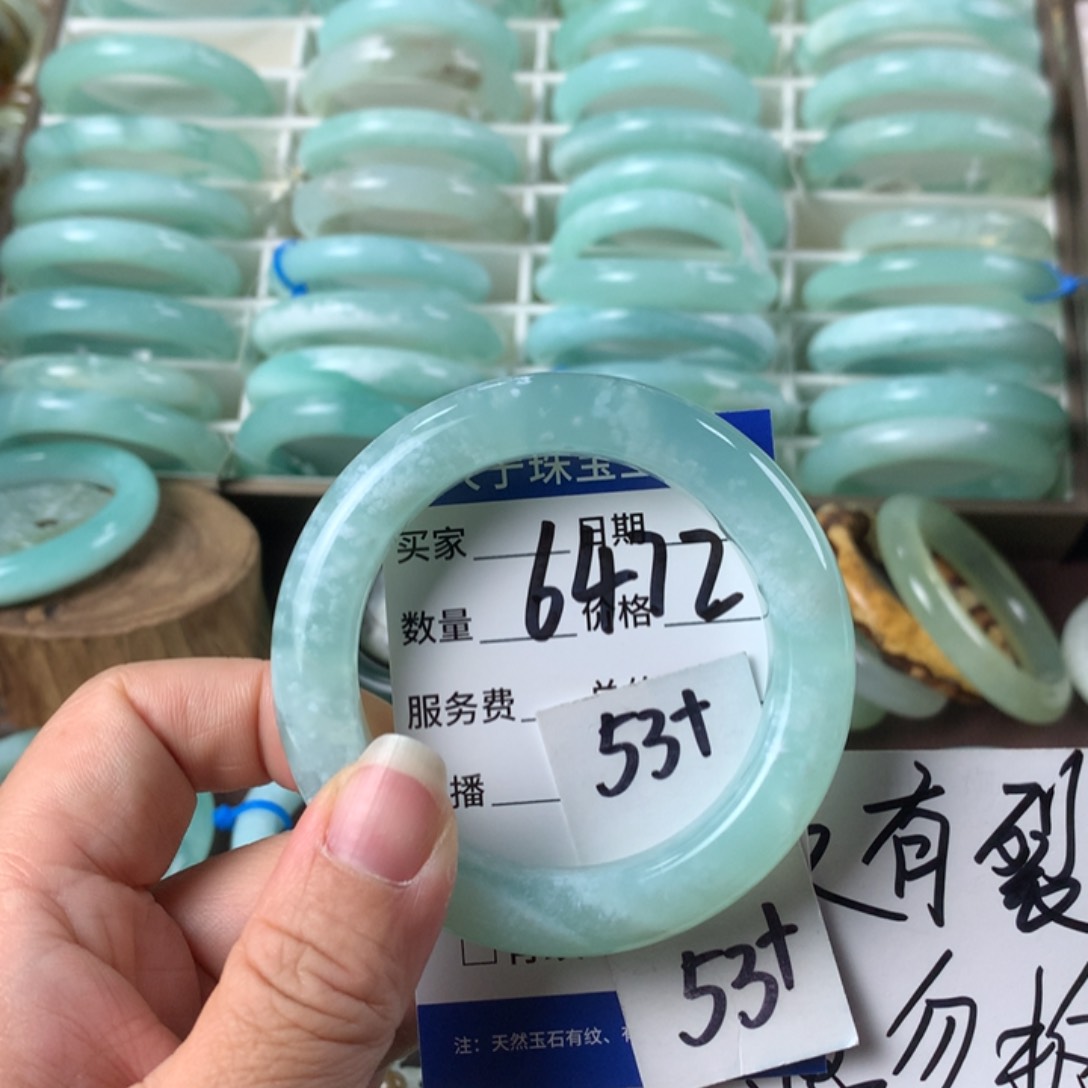 子珠宝
买家 日期
6472
数量 价格
服务费
53+
播
没有裂
53+
注：天然玉石有纹、
勿